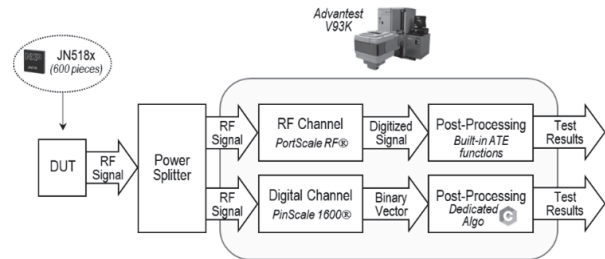 Advantest
V93K
JN518x
(600 pieces)
DUT
RF
Signal
Power
Splitter
RF
Signal
RF Channel
PortScale RF®
Digitized
Signal
Post-Processing
Built-in ATE
functions
Test
Results
RF
Signal
Digital Channel
PinScale 1600®
Binary
Vector
Post-Processing
Dedicated
Algo
C
Test
Results